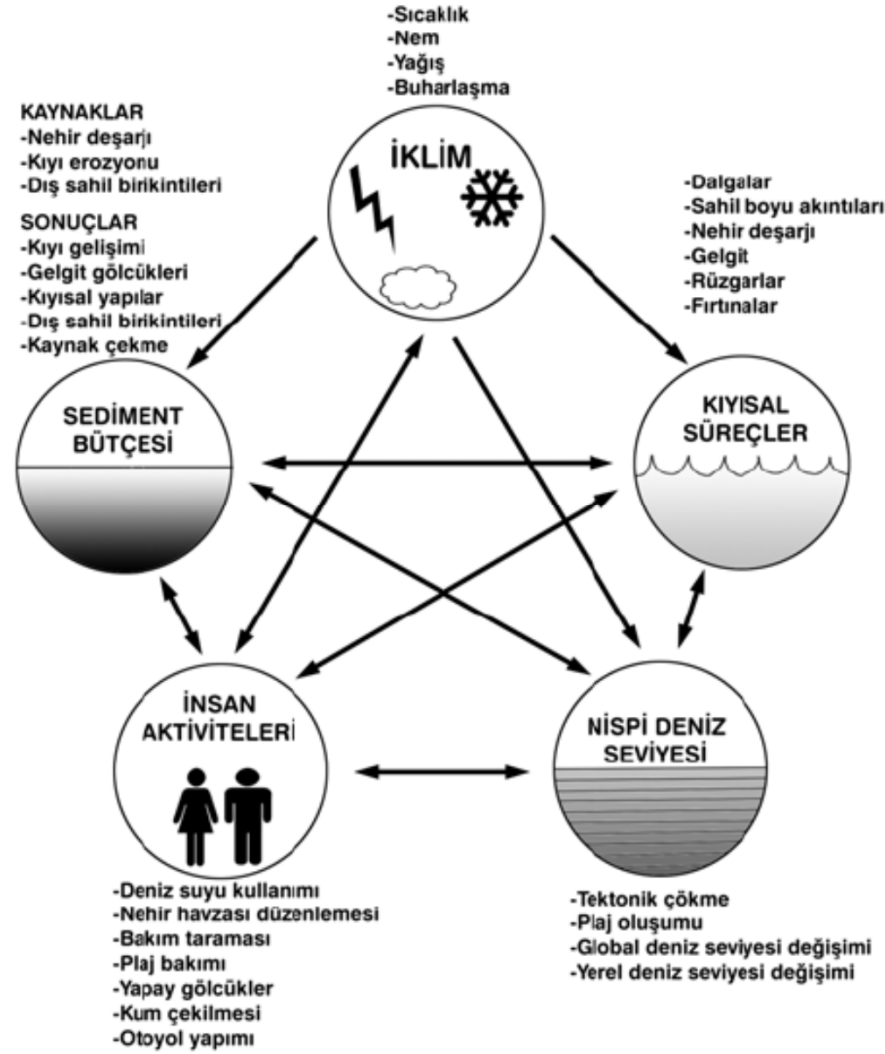 -Sıcaklık
-Nem
-Yağış
-Buharlaşma
İKLİM
KAYNAKLAR
-Nehir deşarjı
-Kıyı erozyonu
-Dış sahil birikintileri
SONUÇLAR
-Kıyı gelişimi
-Gelgit gölcükleri
-Kıyısal yapılar
-Dış sahil birikintileri
-Kaynak çekme
SEDİMENT
BÜTÇESİ
-Dalgalar
-Sahil boyu akıntıları
-Nehir deşarjı
-Gelgit
-Rüzgarlar
-Fırtınalar
KIYISAL
SÜREÇLER
İNSAN
AKTİVİTELERİ
-Deniz suyu kullanımı
-Nehir havzası düzenlemesi
-Bakım taraması
-Plaj bakımı
-Yapay gölcükler
-Kum çekilmesi
-Otoyol yapımı
NİSPİ DENİZ
SEVİYESİ
-Tektonik çökme
-Plaj oluşumu
-Global deniz seviyesi değişimi
-Yerel deniz seviyesi değişimi